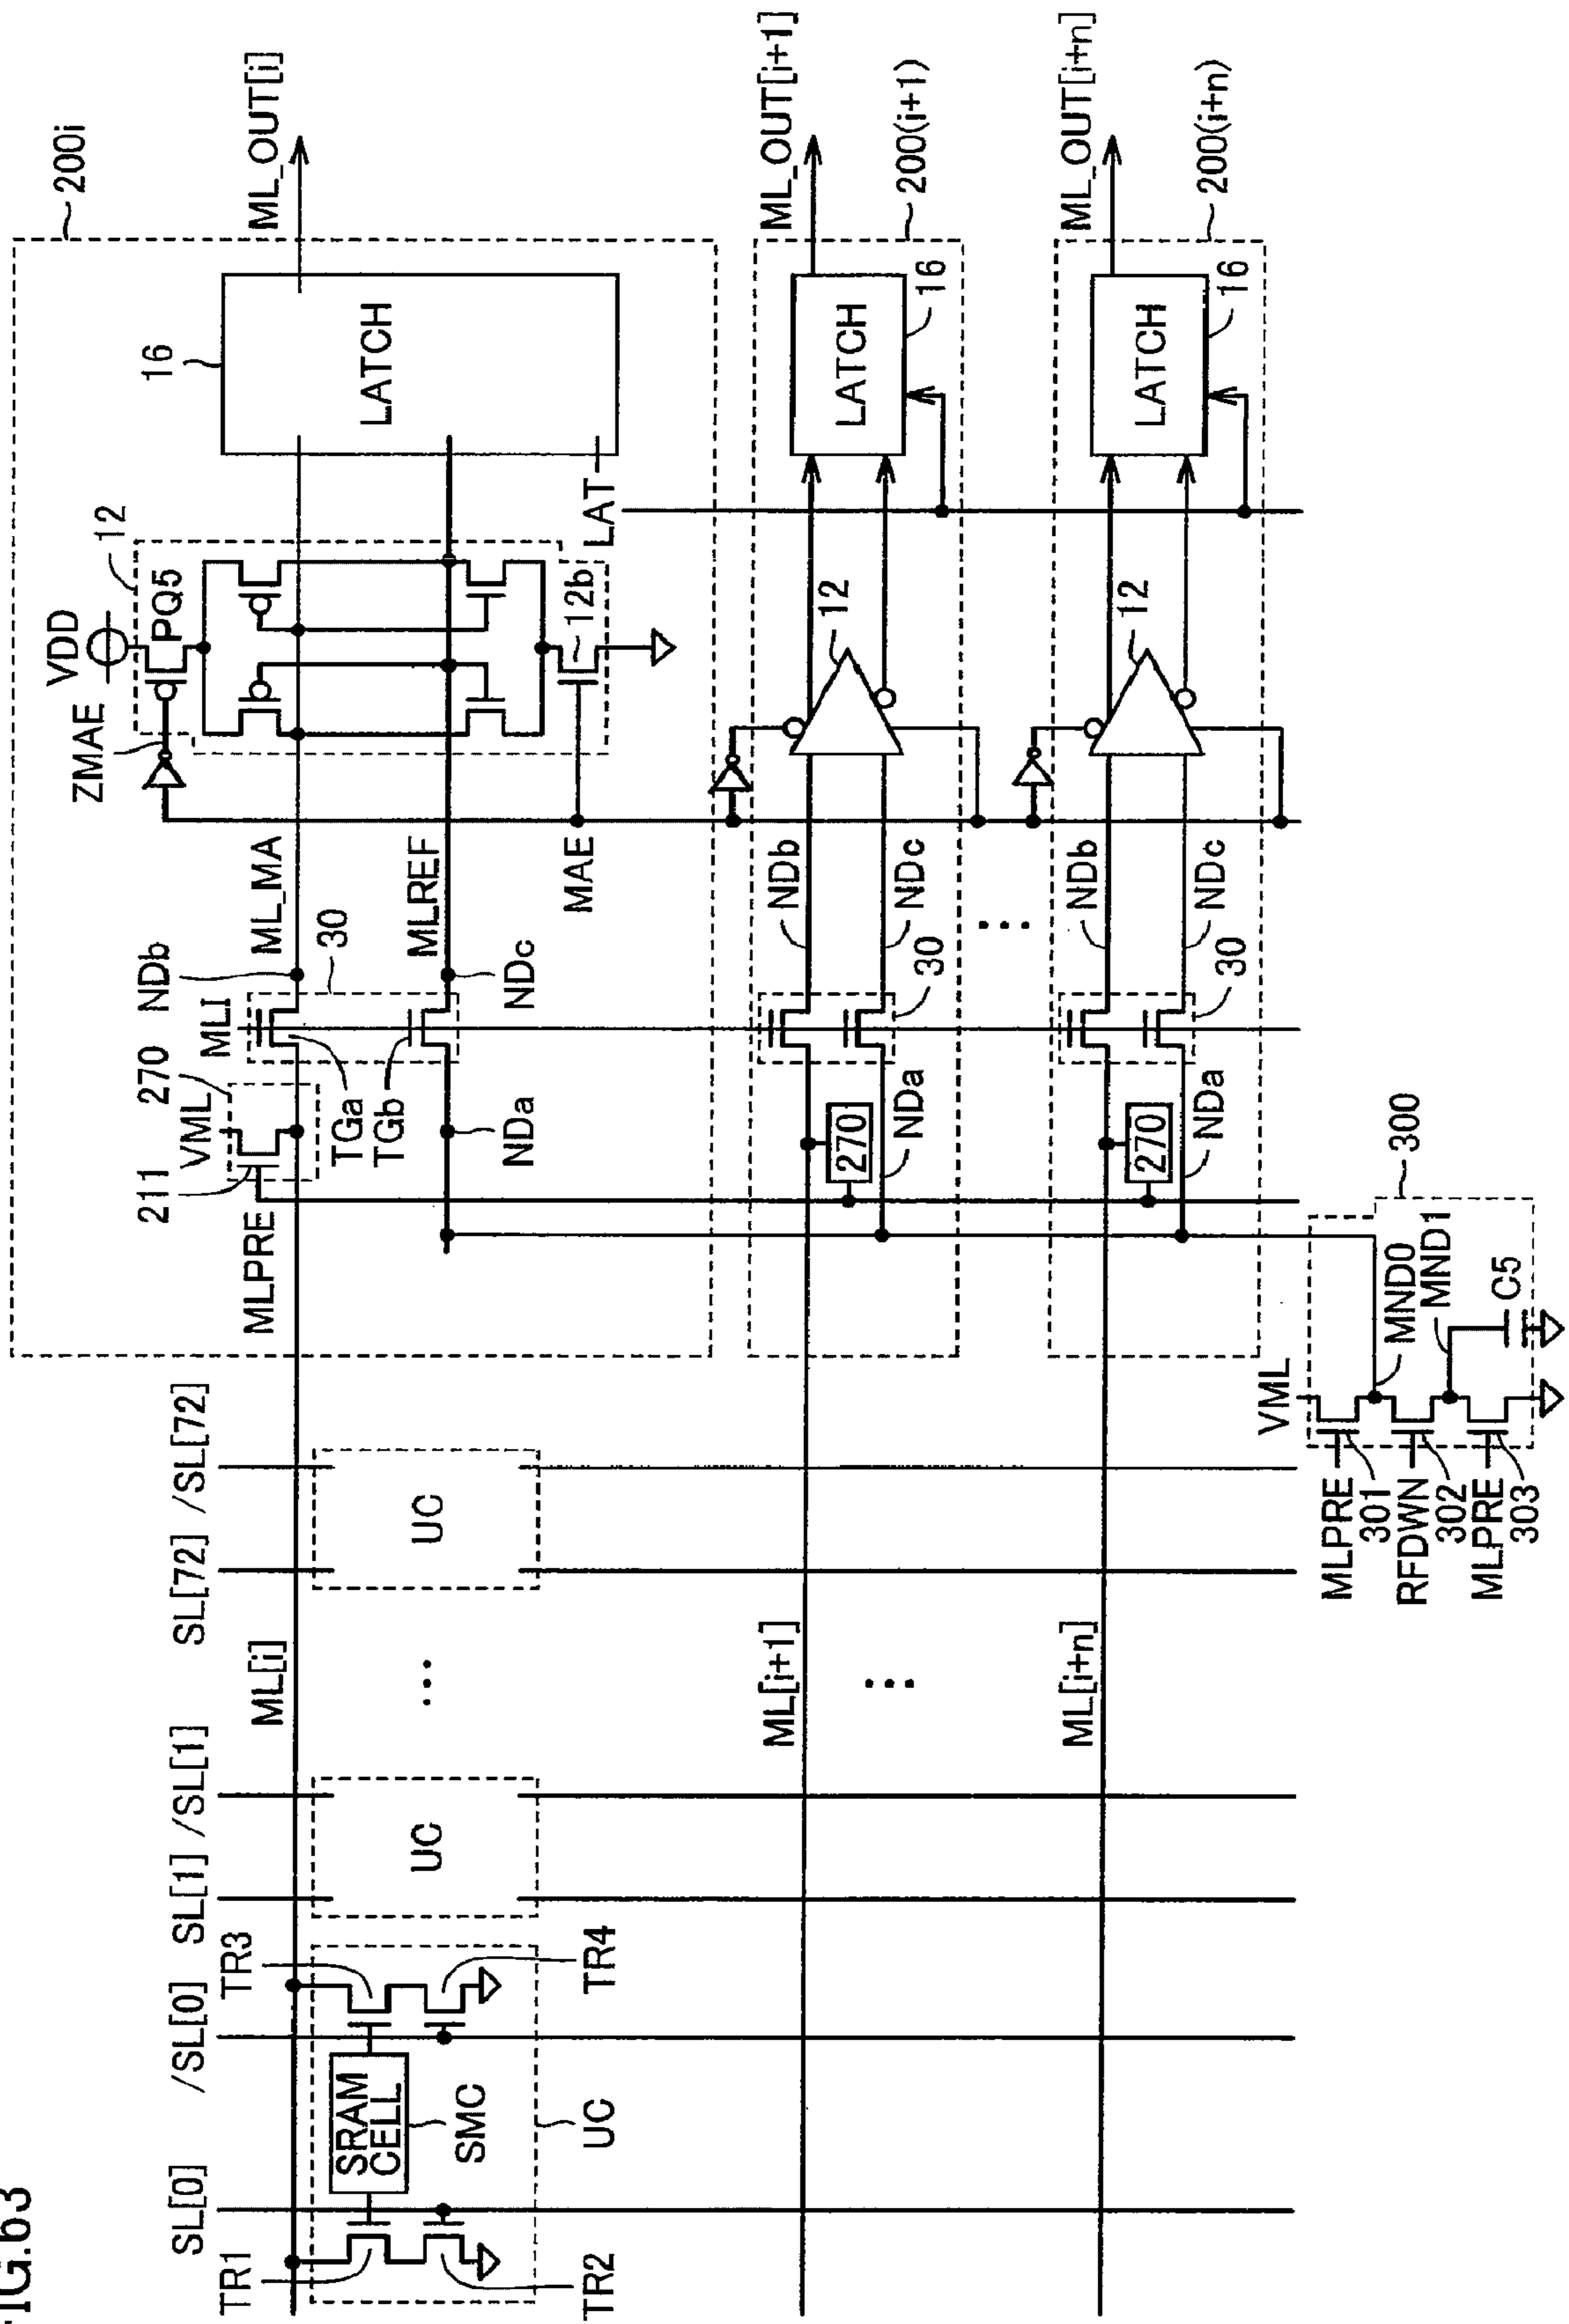 FIG.63
SL[0]
/SL[0]
SL[1]
/SL[1]
SL[72]
/SL[72]
TR1
TR3
SRAM
CELL
SMC
UC
TR2
TR4
UC
UC
ML[i]
...
ML[i+1]
...
ML[i+n]
MLPRE
211
VML
270
MLI
NDb
TGa
TGb
30
NDa
NDc
ML_MA
MLREF
MAE
ZMAE
VDD
PQ5
12
12b
LAT
16
LATCH
ML_OUT[i]
200i
270
NDa
30
NDb
NDc
12
LATCH
16
ML_OUT[i+1]
200(i+1)
...
270
NDa
30
NDb
NDc
12
LATCH
16
ML_OUT[i+n]
200(i+n)
VML
300
MLPRE
301
RFDWN
302
MLPRE
303
MND0
MND1
C5